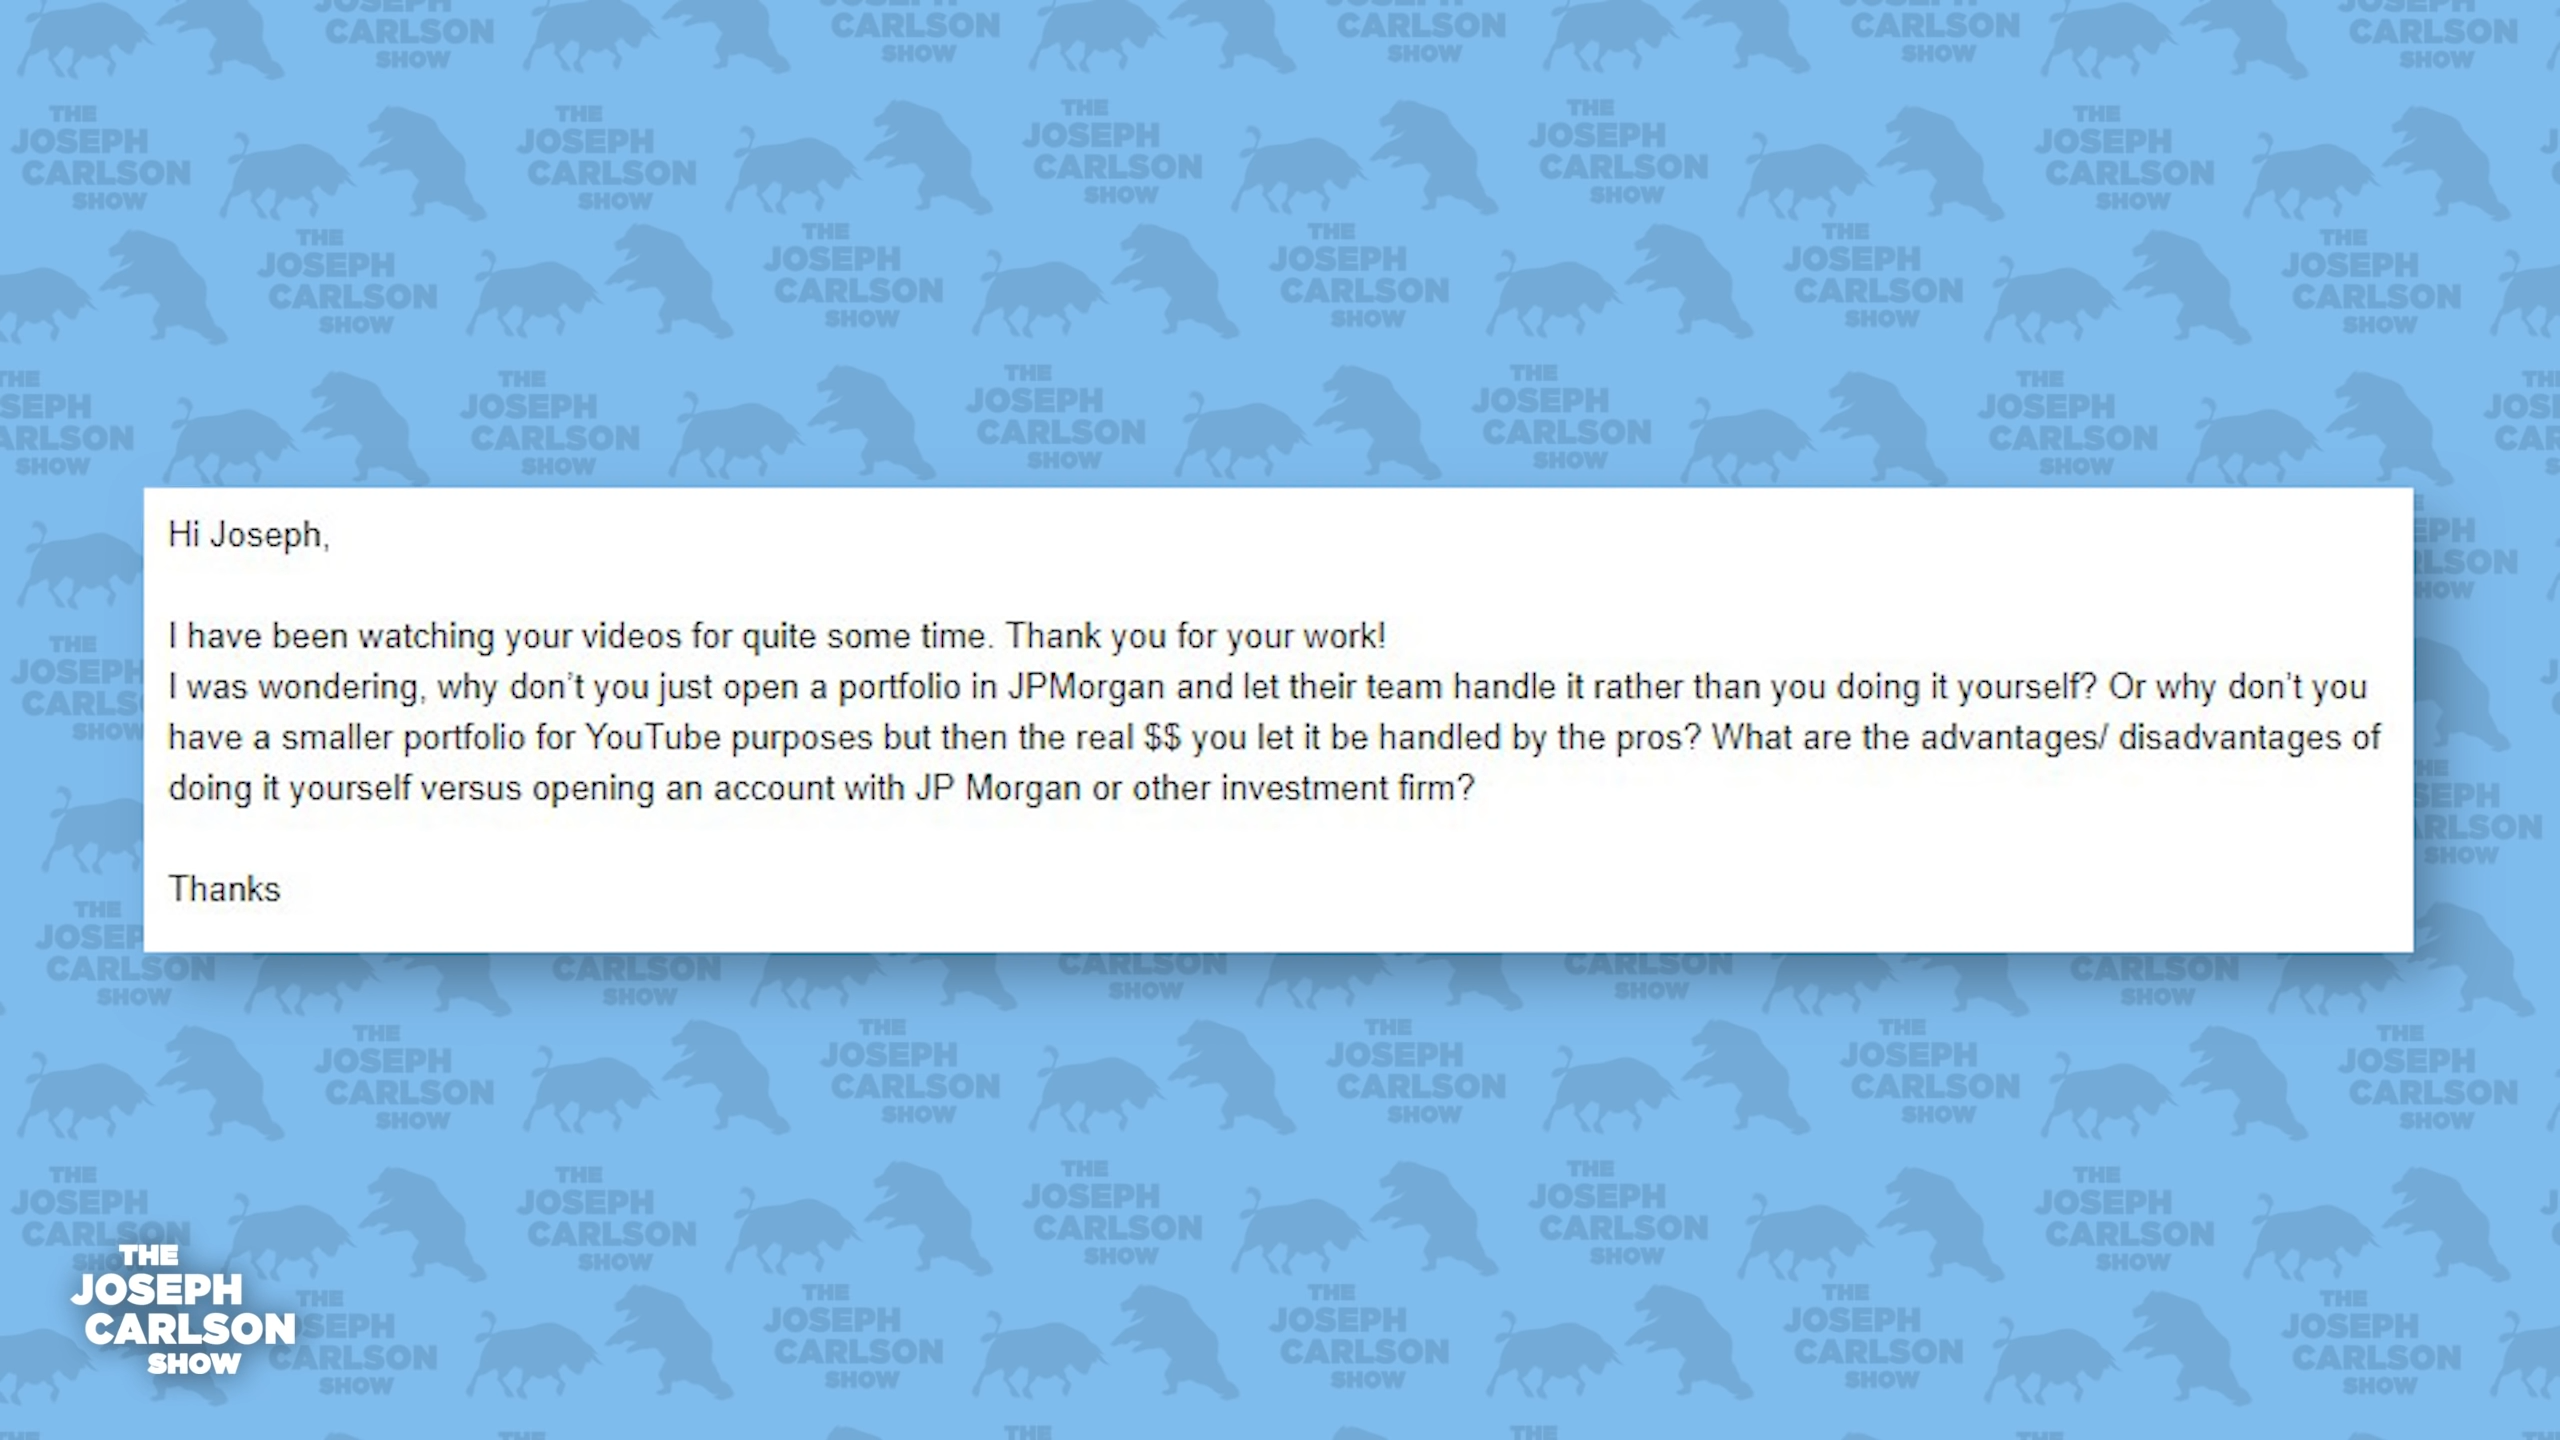 Hi Joseph,
I have been watching your videos for quite some time. Thank you for your work!
I was wondering, why don't you just open a portfolio in JPMorgan and let their team handle it rather than you doing it yourself? Or why don't you
have a smaller portfolio for YouTube purposes but then the real $$ you let it be handled by the pros? What are the advantages/ disadvantages of
doing it yourself versus opening an account with JP Morgan or other investment firm?
Thanks
THE
JOSEPH
CARLSON
SHOW